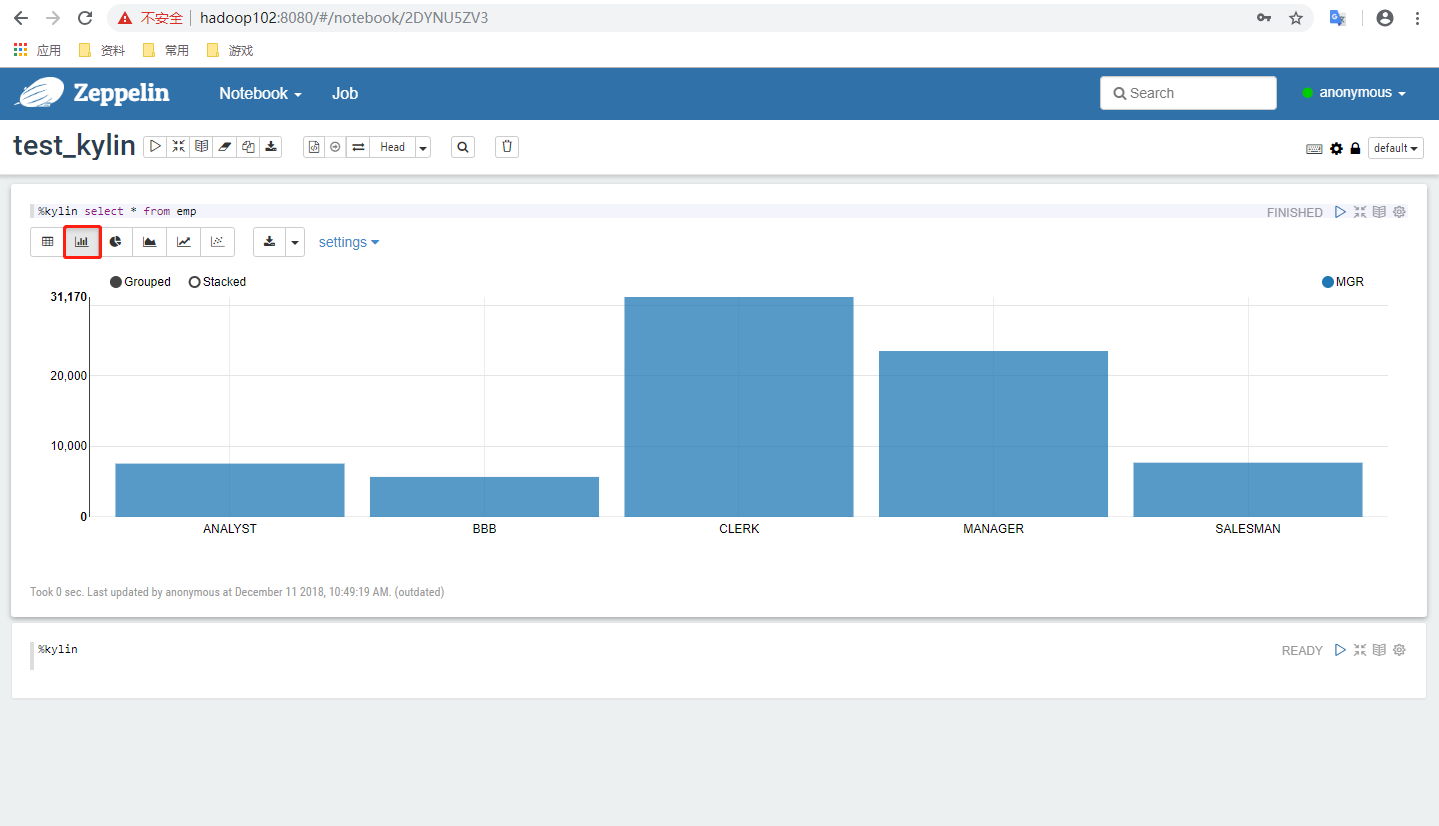 不安全 hadoop102:8080/#/notebook/2DYNU5ZV3
应用 资料 常用 游戏
Zeppelin Notebook Job Search anonymous
test_kylin Head default
%kylin select * from emp FINISHED
settings
Grouped Stacked MGR
31,170
20,000
10,000
0
ANALYST BBB CLERK MANAGER SALESMAN
Took 0 sec. Last updated by anonymous at December 11 2018, 10:49:19 AM. (outdated)
%kylin READY